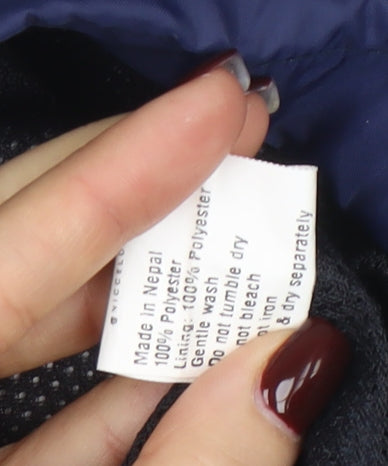 Made in Nepal
100% Polyester
Lining: 100% Polyester
Gentle wash
Do not tumble dry
not bleach
iron
& dry separately